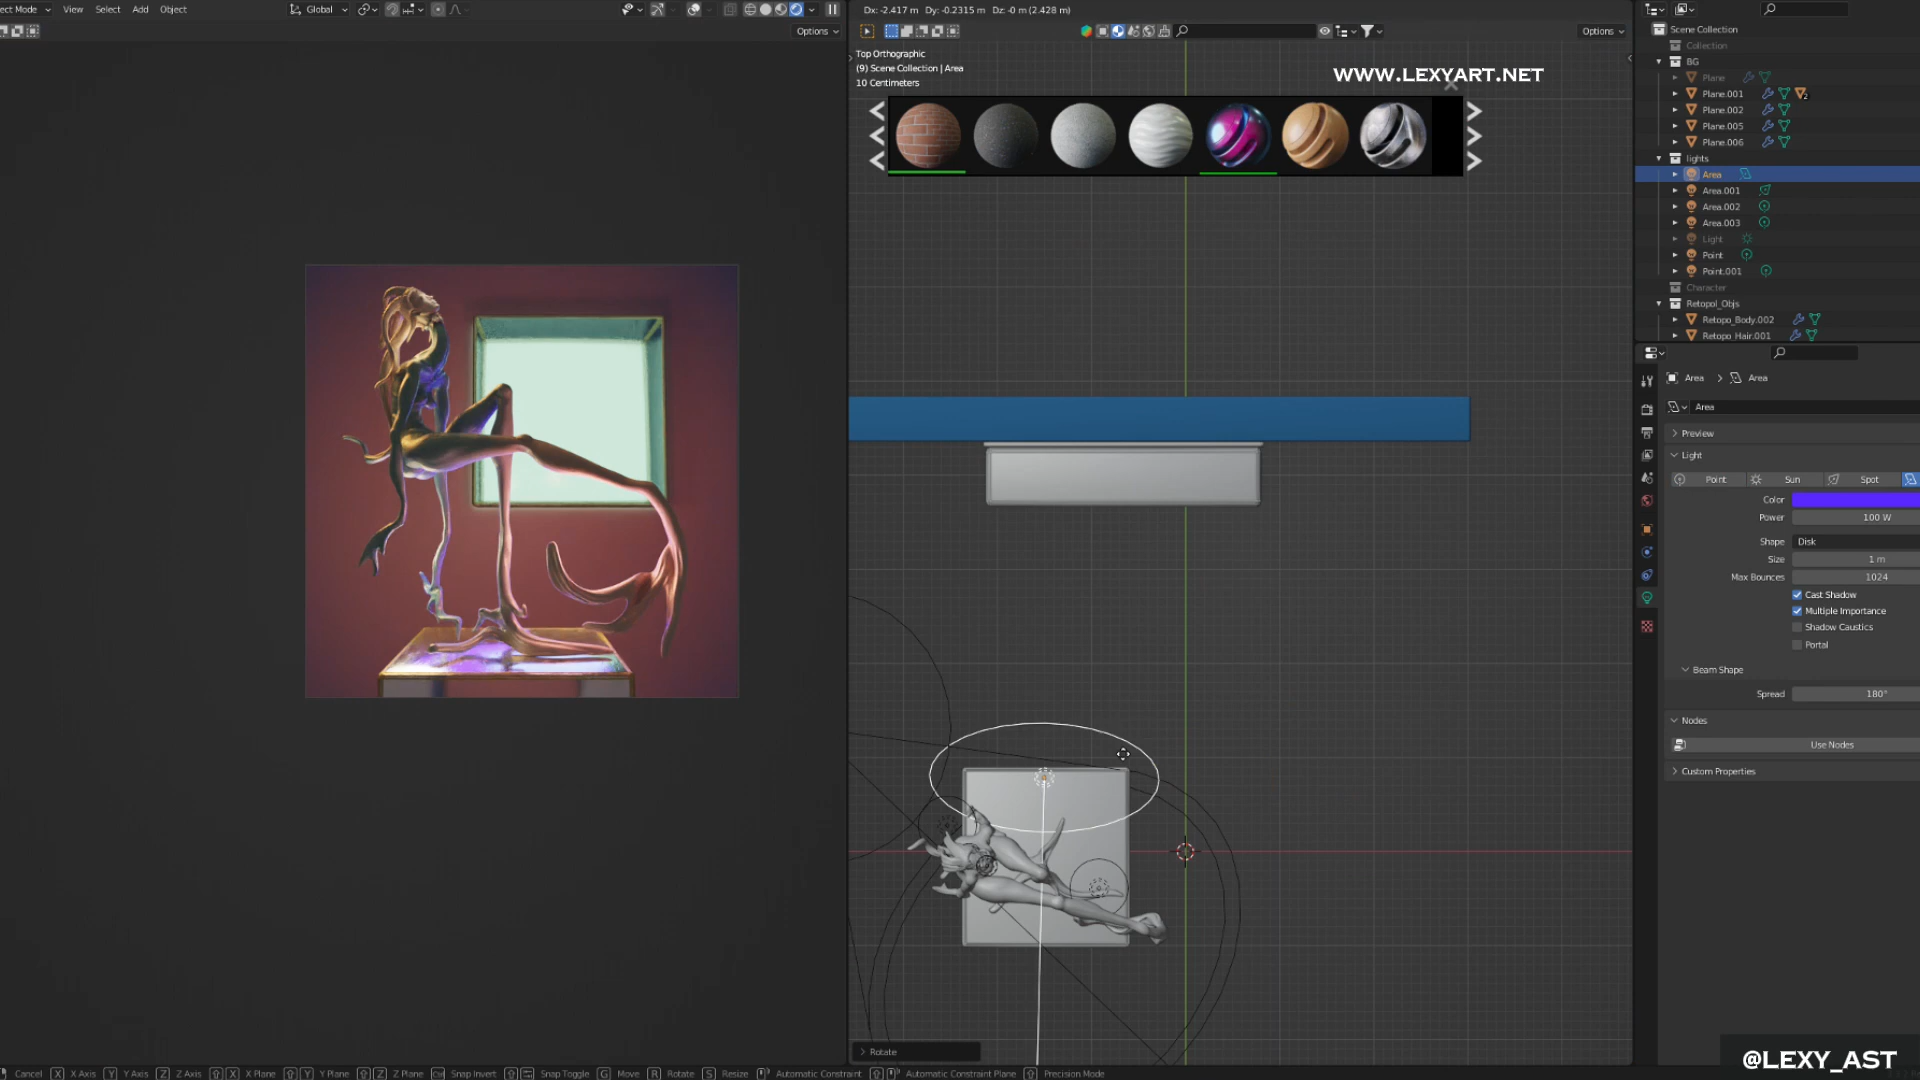 ect Mode View Select Add Object Global
Options
Dx: -2.417 m Dy: -0.2315 m Dz: -0 m (2.428 m)
Options
Top Orthographic
(9) Scene Collection | Area
10 Centimeters
WWW.LEXYART.NET
Scene Collection
Collection
BG
Plane
Plane.001
Plane.002
Plane.005
Plane.006
lights
Area
Area.001
Area.002
Area.003
Light
Point
Point.001
Character
Retopol_Objs
Retopo_Body.002
Retopo_Hair.001
Area > Area
Area
Preview
Light
Point Sun Spot
Color
Power 100 W
Shape Disk
Size 1 m
Max Bounces 1024
Cast Shadow
Multiple Importance
Shadow Caustics
Portal
Beam Shape
Spread 180°
Nodes
Use Nodes
Custom Properties
Rotate
Cancel X X Axis Y Y Axis Z Z Axis X X Plane Y Y Plane Z Z Plane Snap Invert Snap Toggle G Move R Rotate S Resize Automatic Constraint Automatic Constraint Plane Precision Mode
@LEXY_AST